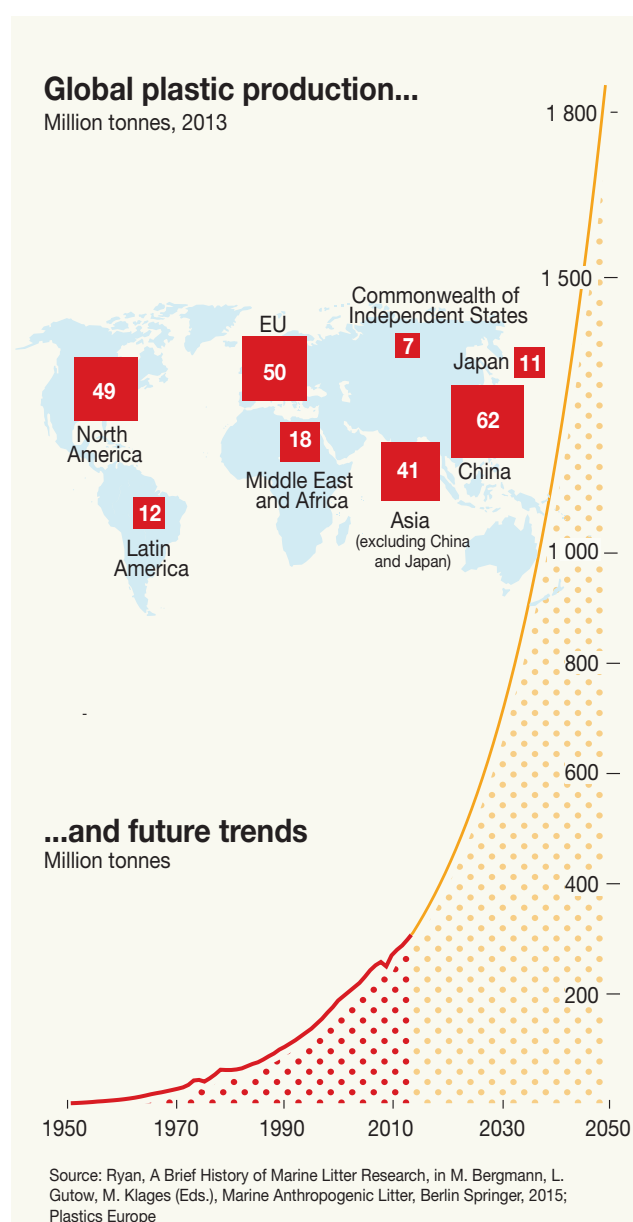 Global plastic production...
Million tonnes, 2013
1 800
1 500
Commonwealth of
Independent States
7
EU
50
Japan
11
49
North
America
62
China
18
Middle East
and Africa
41
Asia
(excluding China
and Japan)
12
Latin
America
1 000
800
600
...and future trends
Million tonnes
400
200
1950
1970
1990
2010
2030
2050
Source: Ryan, A Brief History of Marine Litter Research, in M. Bergmann, L.
Gutow, M. Klages (Eds.), Marine Anthropogenic Litter, Berlin Springer, 2015;
Plastics Europe